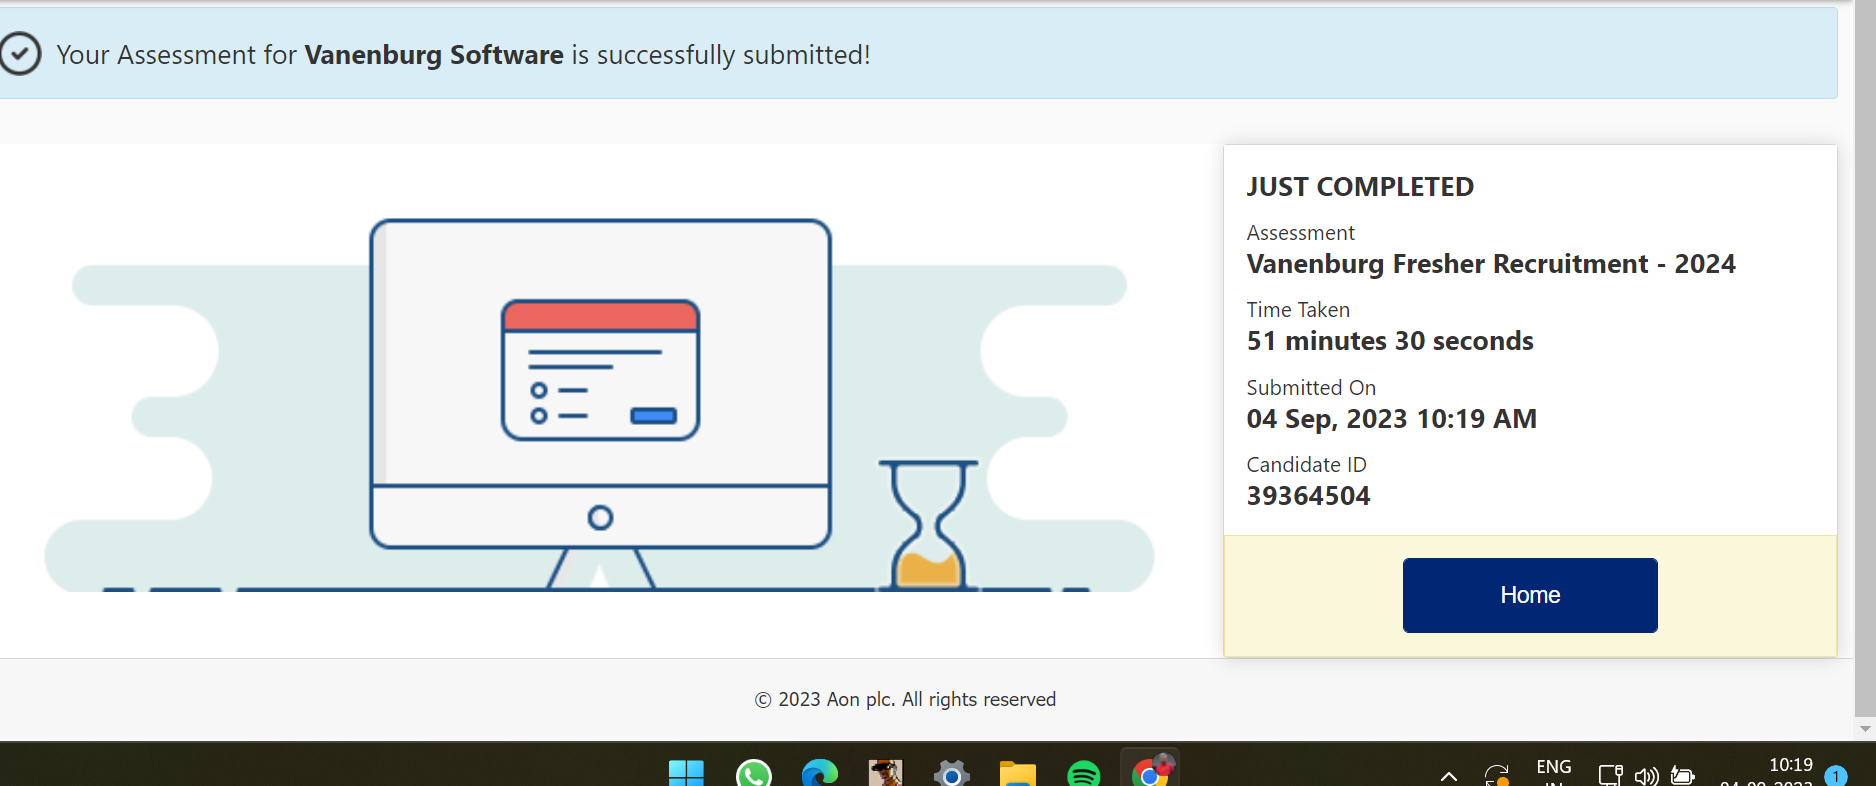 Your Assessment for Vanenburg Software is successfully submitted!
JUST COMPLETED
Assessment
Vanenburg Fresher Recruitment - 2024
Time Taken
51 minutes 30 seconds
Submitted On
04 Sep, 2023 10:19 AM
Candidate ID
39364504
Home
© 2023 Aon plc. All rights reserved
ENG
10:19
1